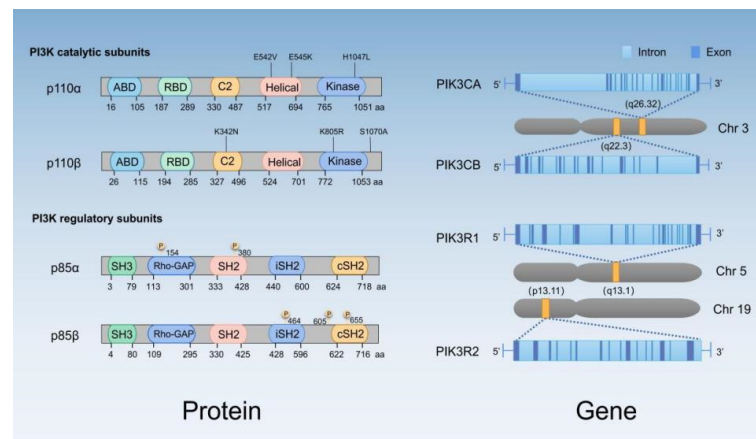 PI3K catalytic subunits
E542V E545K H1047L
p110α ABD RBD C2 Helical Kinase
16 105 187 289 330 487 517 694 765 1051 aa
K342N K805R S1070A
p110β ABD RBD C2 Helical Kinase
26 115 194 285 327 496 524 701 772 1053 aa
PI3K regulatory subunits
P 154 P 380
p85α SH3 Rho-GAP SH2 iSH2 cSH2
3 79 113 301 333 428 440 600 624 718 aa
P 464 605 P P 655
p85β SH3 Rho-GAP SH2 iSH2 cSH2
4 80 109 295 330 425 428 596 622 716 aa
Protein
Intron Exon
PIK3CA 5' 3'
(q26.32)
Chr 3
(q22.3)
PIK3CB 5' 3'
PIK3R1 5' 3'
Chr 5
(p13.11) (q13.1)
Chr 19
PIK3R2 5' 3'
Gene